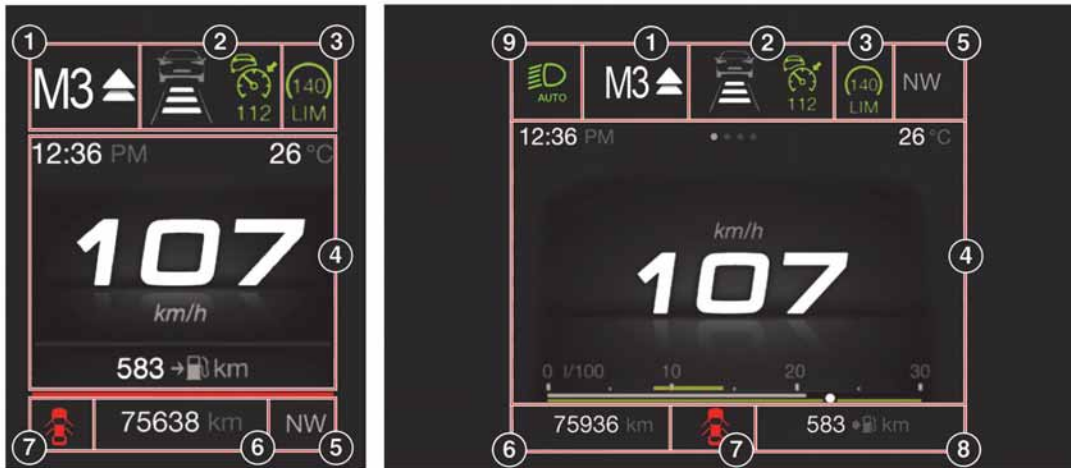 1 2 3
M3
112
140
LIM
12:36 PM 26 °C
107
km/h
4
583 km
75638 km NW
7 6 5
9 1 2 3 5
AUTO
M3
112
140
LIM
NW
12:36 PM 26 °C
km/h
107
4
0 l/100 10 20 30
75936 km 583 km
6 7 8